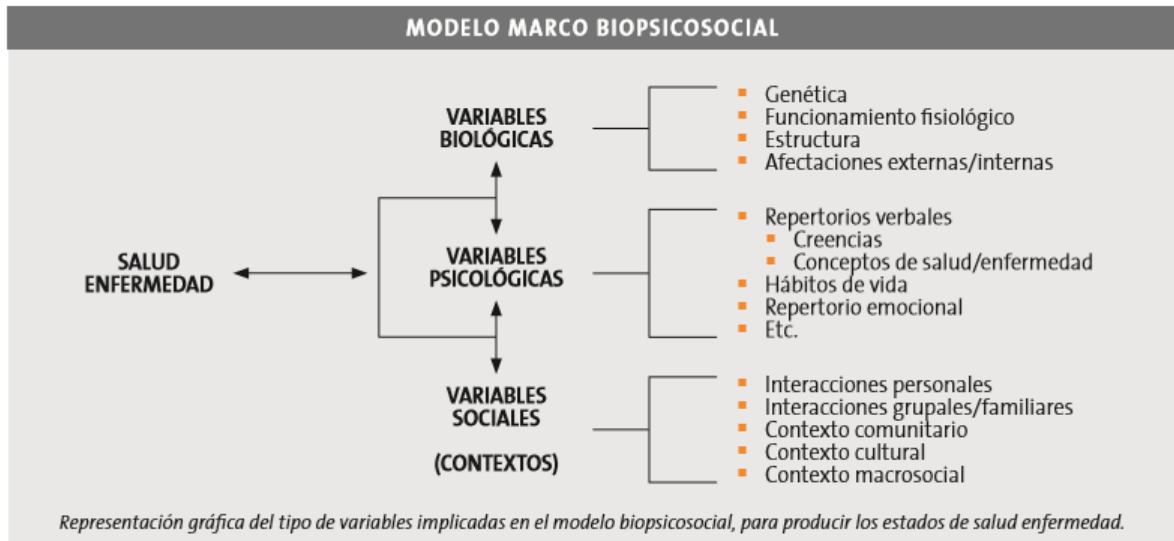 MODELO MARCO BIOPSICOSOCIAL
VARIABLES
BIOLÓGICAS
Genética
Funcionamiento fisiológico
Estructura
Afectaciones externas/internas
SALUD
ENFERMEDAD
VARIABLES
PSICOLÓGICAS
Repertorios verbales
Creencias
Conceptos de salud/enfermedad
Hábitos de vida
Repertorio emocional
Etc.
VARIABLES
SOCIALES
(CONTEXTOS)
Interacciones personales
Interacciones grupales/familiares
Contexto comunitario
Contexto cultural
Contexto macrosocial
Representación gráfica del tipo de variables implicadas en el modelo biopsicosocial, para producir los estados de salud enfermedad.